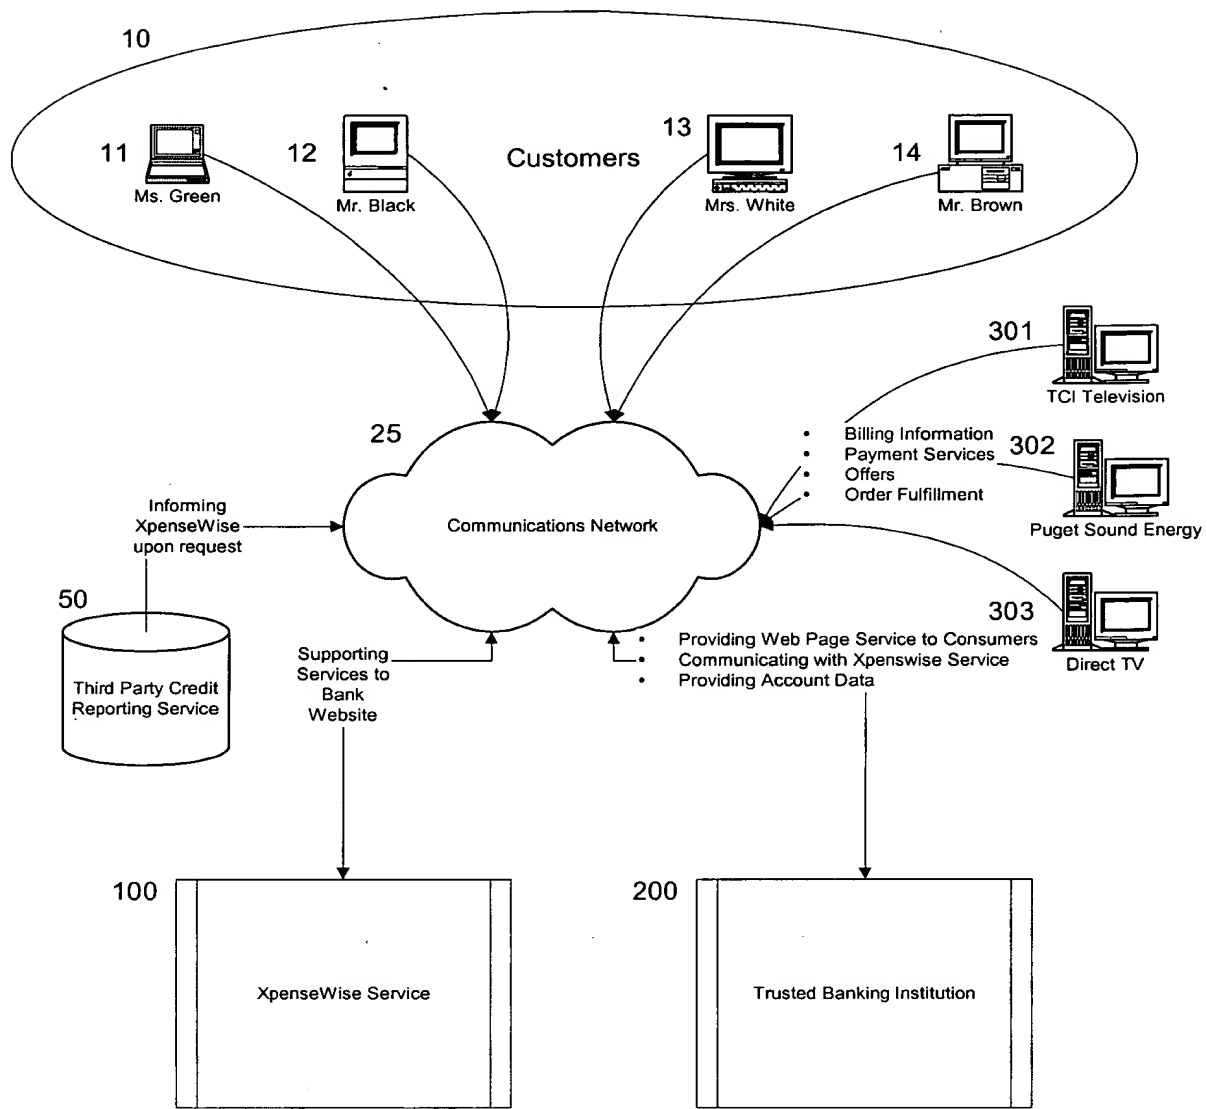 10
11
Ms. Green
12
Mr. Black
Customers
13
Mrs. White
14
Mr. Brown
301
TCI Television
25
• Billing Information
• Payment Services
• Offers
• Order Fulfillment
302
Puget Sound Energy
Informing
XpenseWise
upon request
Communications Network
50
Third Party Credit
Reporting Service
303
Direct TV
Supporting
Services to
Bank
Website
• Providing Web Page Service to Consumers
• Communicating with Xpenswise Service
• Providing Account Data
100
XpenseWise Service
200
Trusted Banking Institution